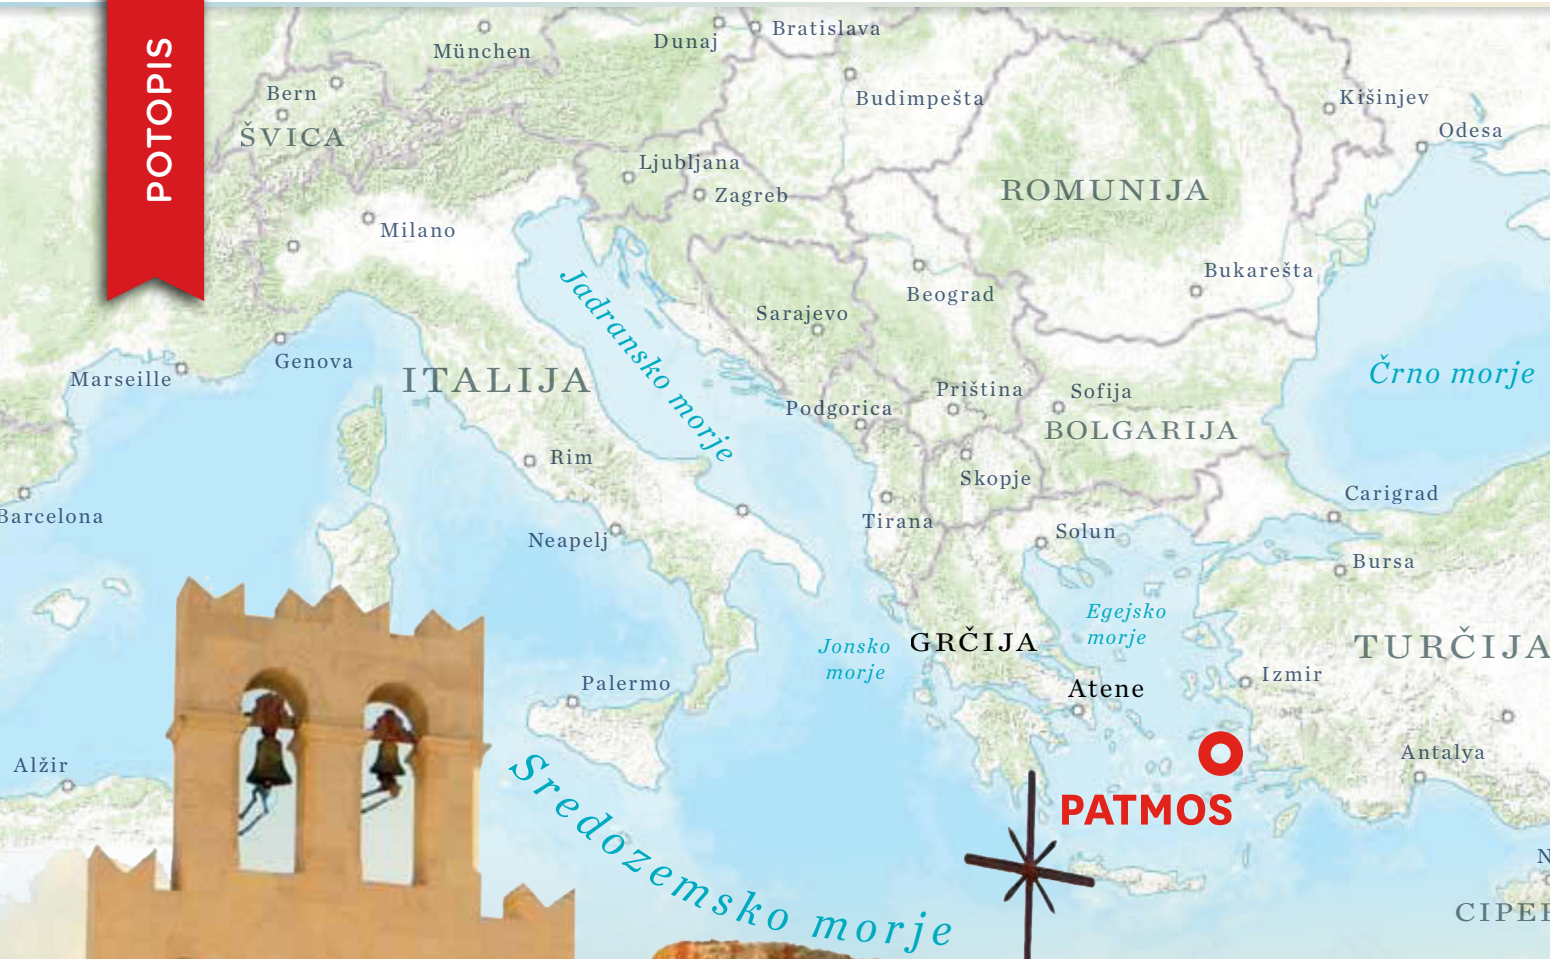 POTOPIS
München
Dunaj
Bratislava
Bern
ŠVICA
Budimpešta
Kišinjev
Odesa
Ljubljana
Zagreb
ROMUNIJA
Milano
Jadransko morje
Beograd
Bukarešta
Sarajevo
Genova
Marseille
ITALIJA
Črno morje
Podgorica
Priština
Sofija
BOLGARIJA
Rim
Skopje
Carigrad
Barcelona
Tirana
Solun
Neapelj
Bursa
Egejsko
morje
Jonsko
morje
GRČIJA
TURČIJA
Palermo
Atene
Izmir
Alžir
Antalya
PATMOS
Sredozemsko morje